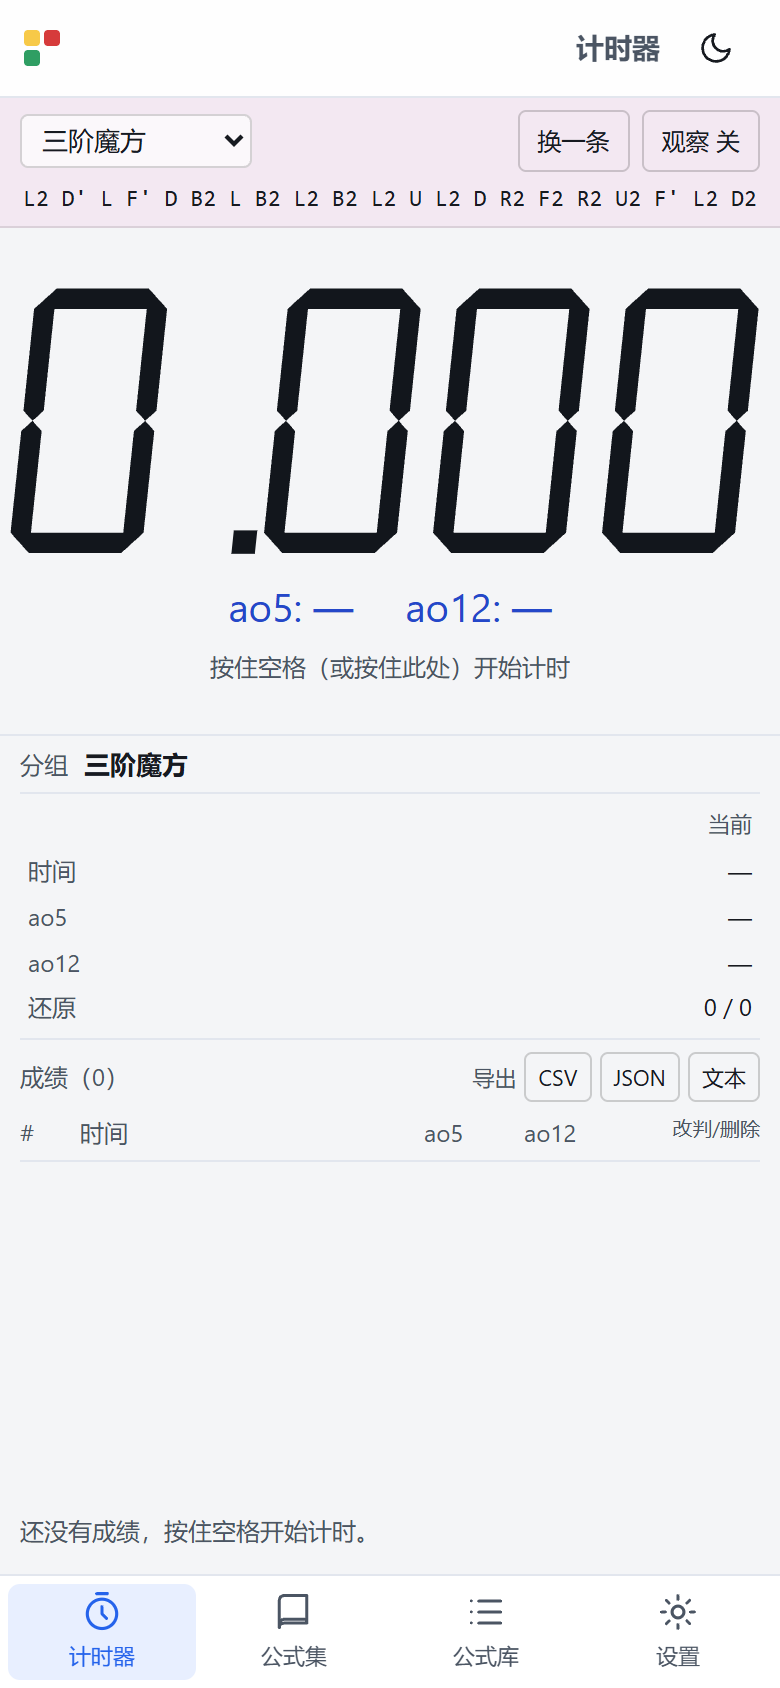 计时器
三阶魔方 换一条 观察 关
L2 D' L F' D B2 L B2 L2 B2 L2 U L2 D R2 F2 R2 U2 F' L2 D2
0.000
ao5: — ao12: —
按住空格（或按住此处）开始计时
分组 三阶魔方
当前
时间 —
ao5 —
ao12 —
还原 0 / 0
成绩（0） 导出 CSV JSON 文本
# 时间 ao5 ao12 改判/删除
还没有成绩，按住空格开始计时。
计时器 公式集 公式库 设置